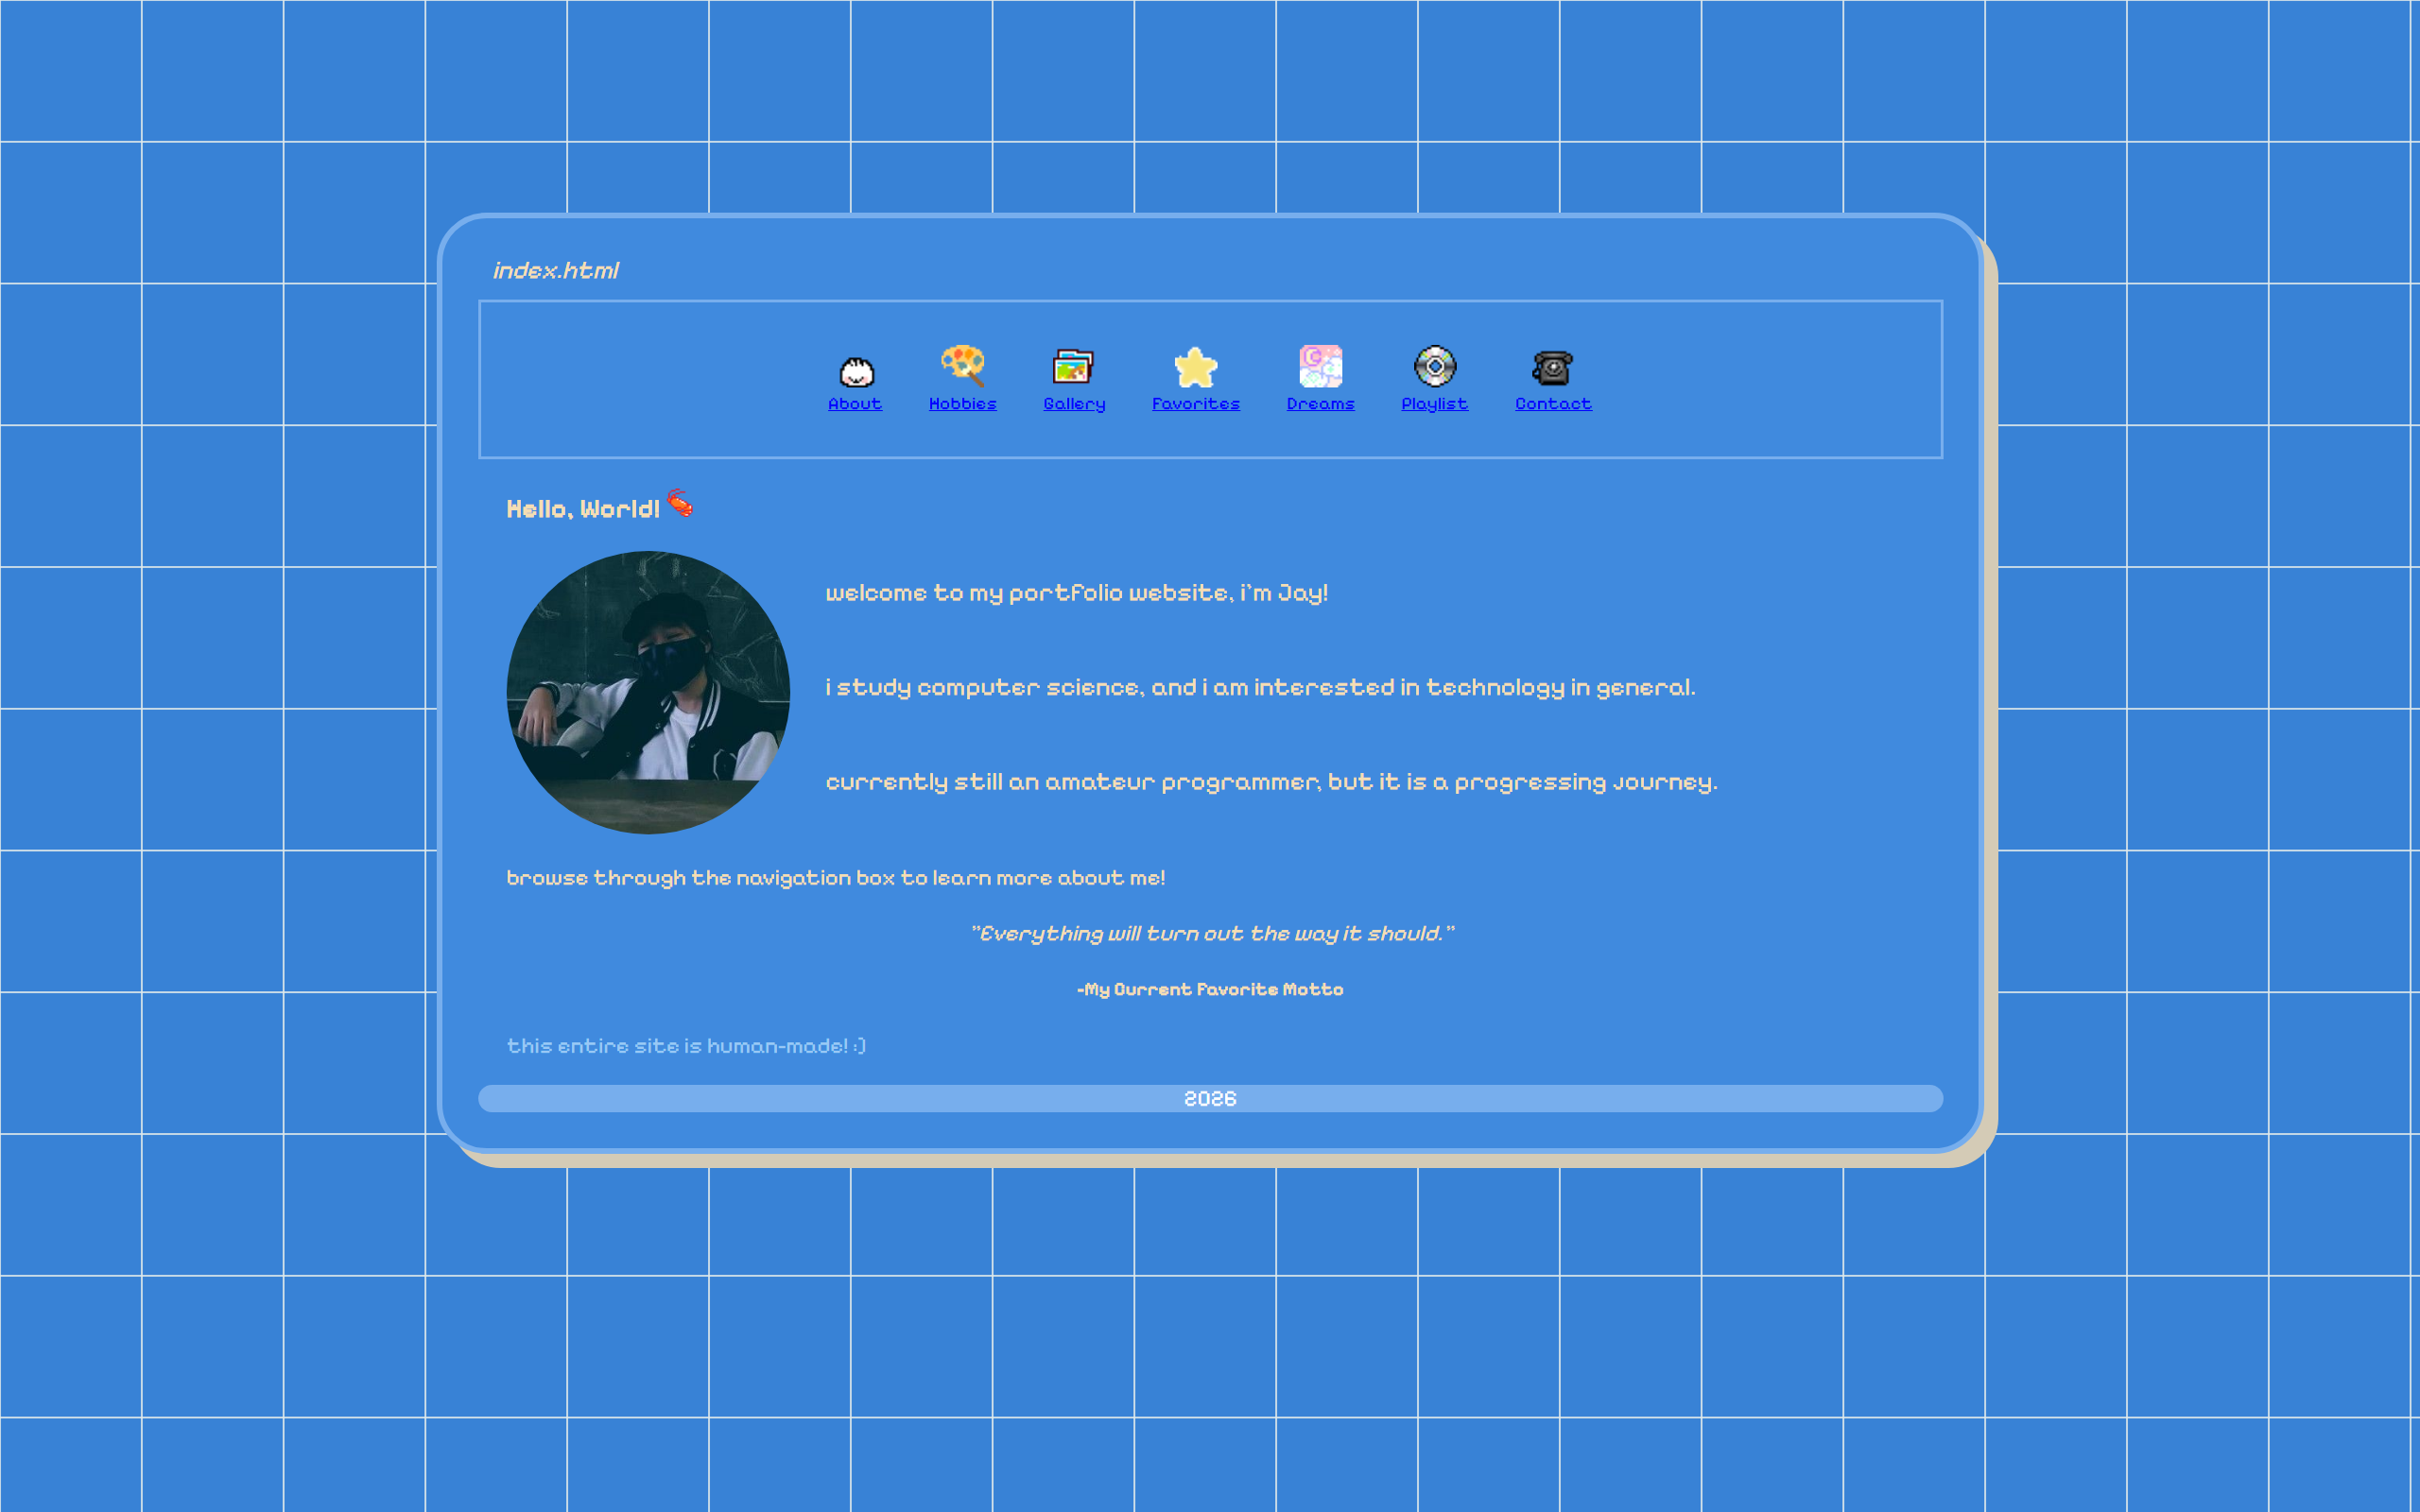 index.html
About Hobbies Gallery Favorites Dreams Playlist Contact
Hello, World!
welcome to my portfolio website, i'm Jay!
i study computer science, and i am interested in technology in general.
currently still an amateur programmer, but it is a progressing journey.
browse through the navigation box to learn more about me!
"Everything will turn out the way it should."
-My Current Favorite Motto
this entire site is human-made! :)
2026